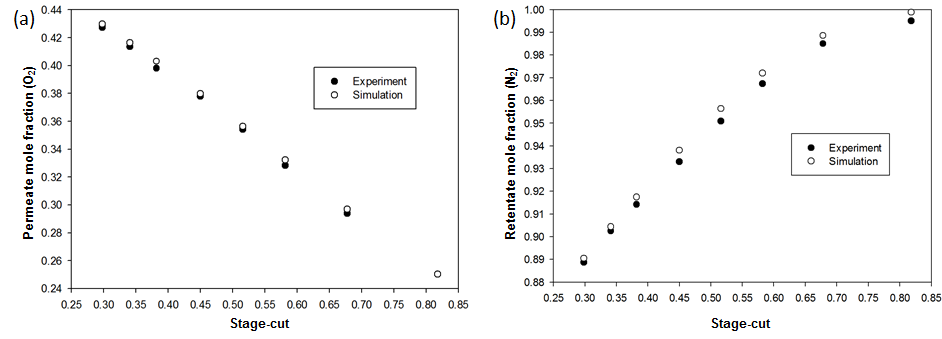 (a)
Permeate mole fraction (O2)
0.44
0.42
0.40
0.38
0.36
0.34
0.32
0.30
0.28
0.26
0.24
Experiment
Simulation
0.25 0.30 0.35 0.40 0.45 0.50 0.55 0.60 0.65 0.70 0.75 0.80 0.85
Stage-cut
(b)
Retentate mole fraction (N2)
1.00
0.99
0.98
0.97
0.96
0.95
0.94
0.93
0.92
0.91
0.90
0.89
0.88
Experiment
Simulation
0.25 0.30 0.35 0.40 0.45 0.50 0.55 0.60 0.65 0.70 0.75 0.80 0.85
Stage-cut